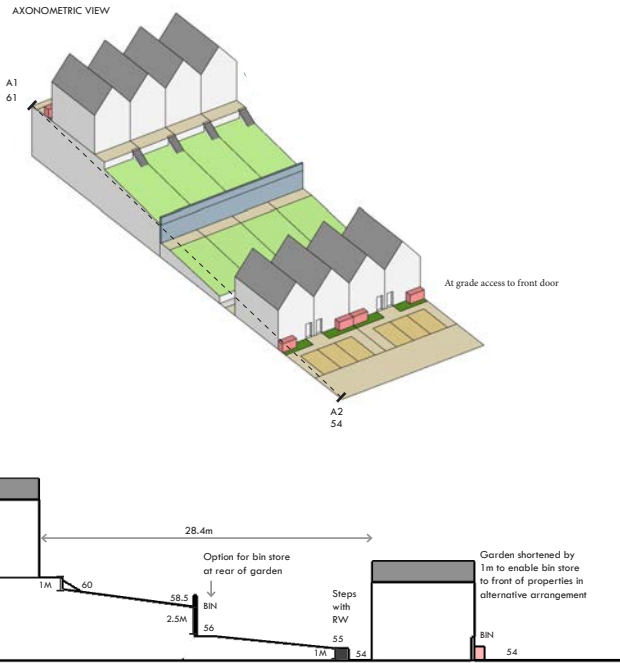 AXONOMETRIC VIEW
A1
61
At grade access to front door
A2
54
28.4m
Option for bin store
at rear of garden
Garden shortened by
1m to enable bin store
to front of properties in
alternative arrangement
1M
60
58.5
BIN
2.5M
56
Steps
with
RW
55
1M
54
BIN
54